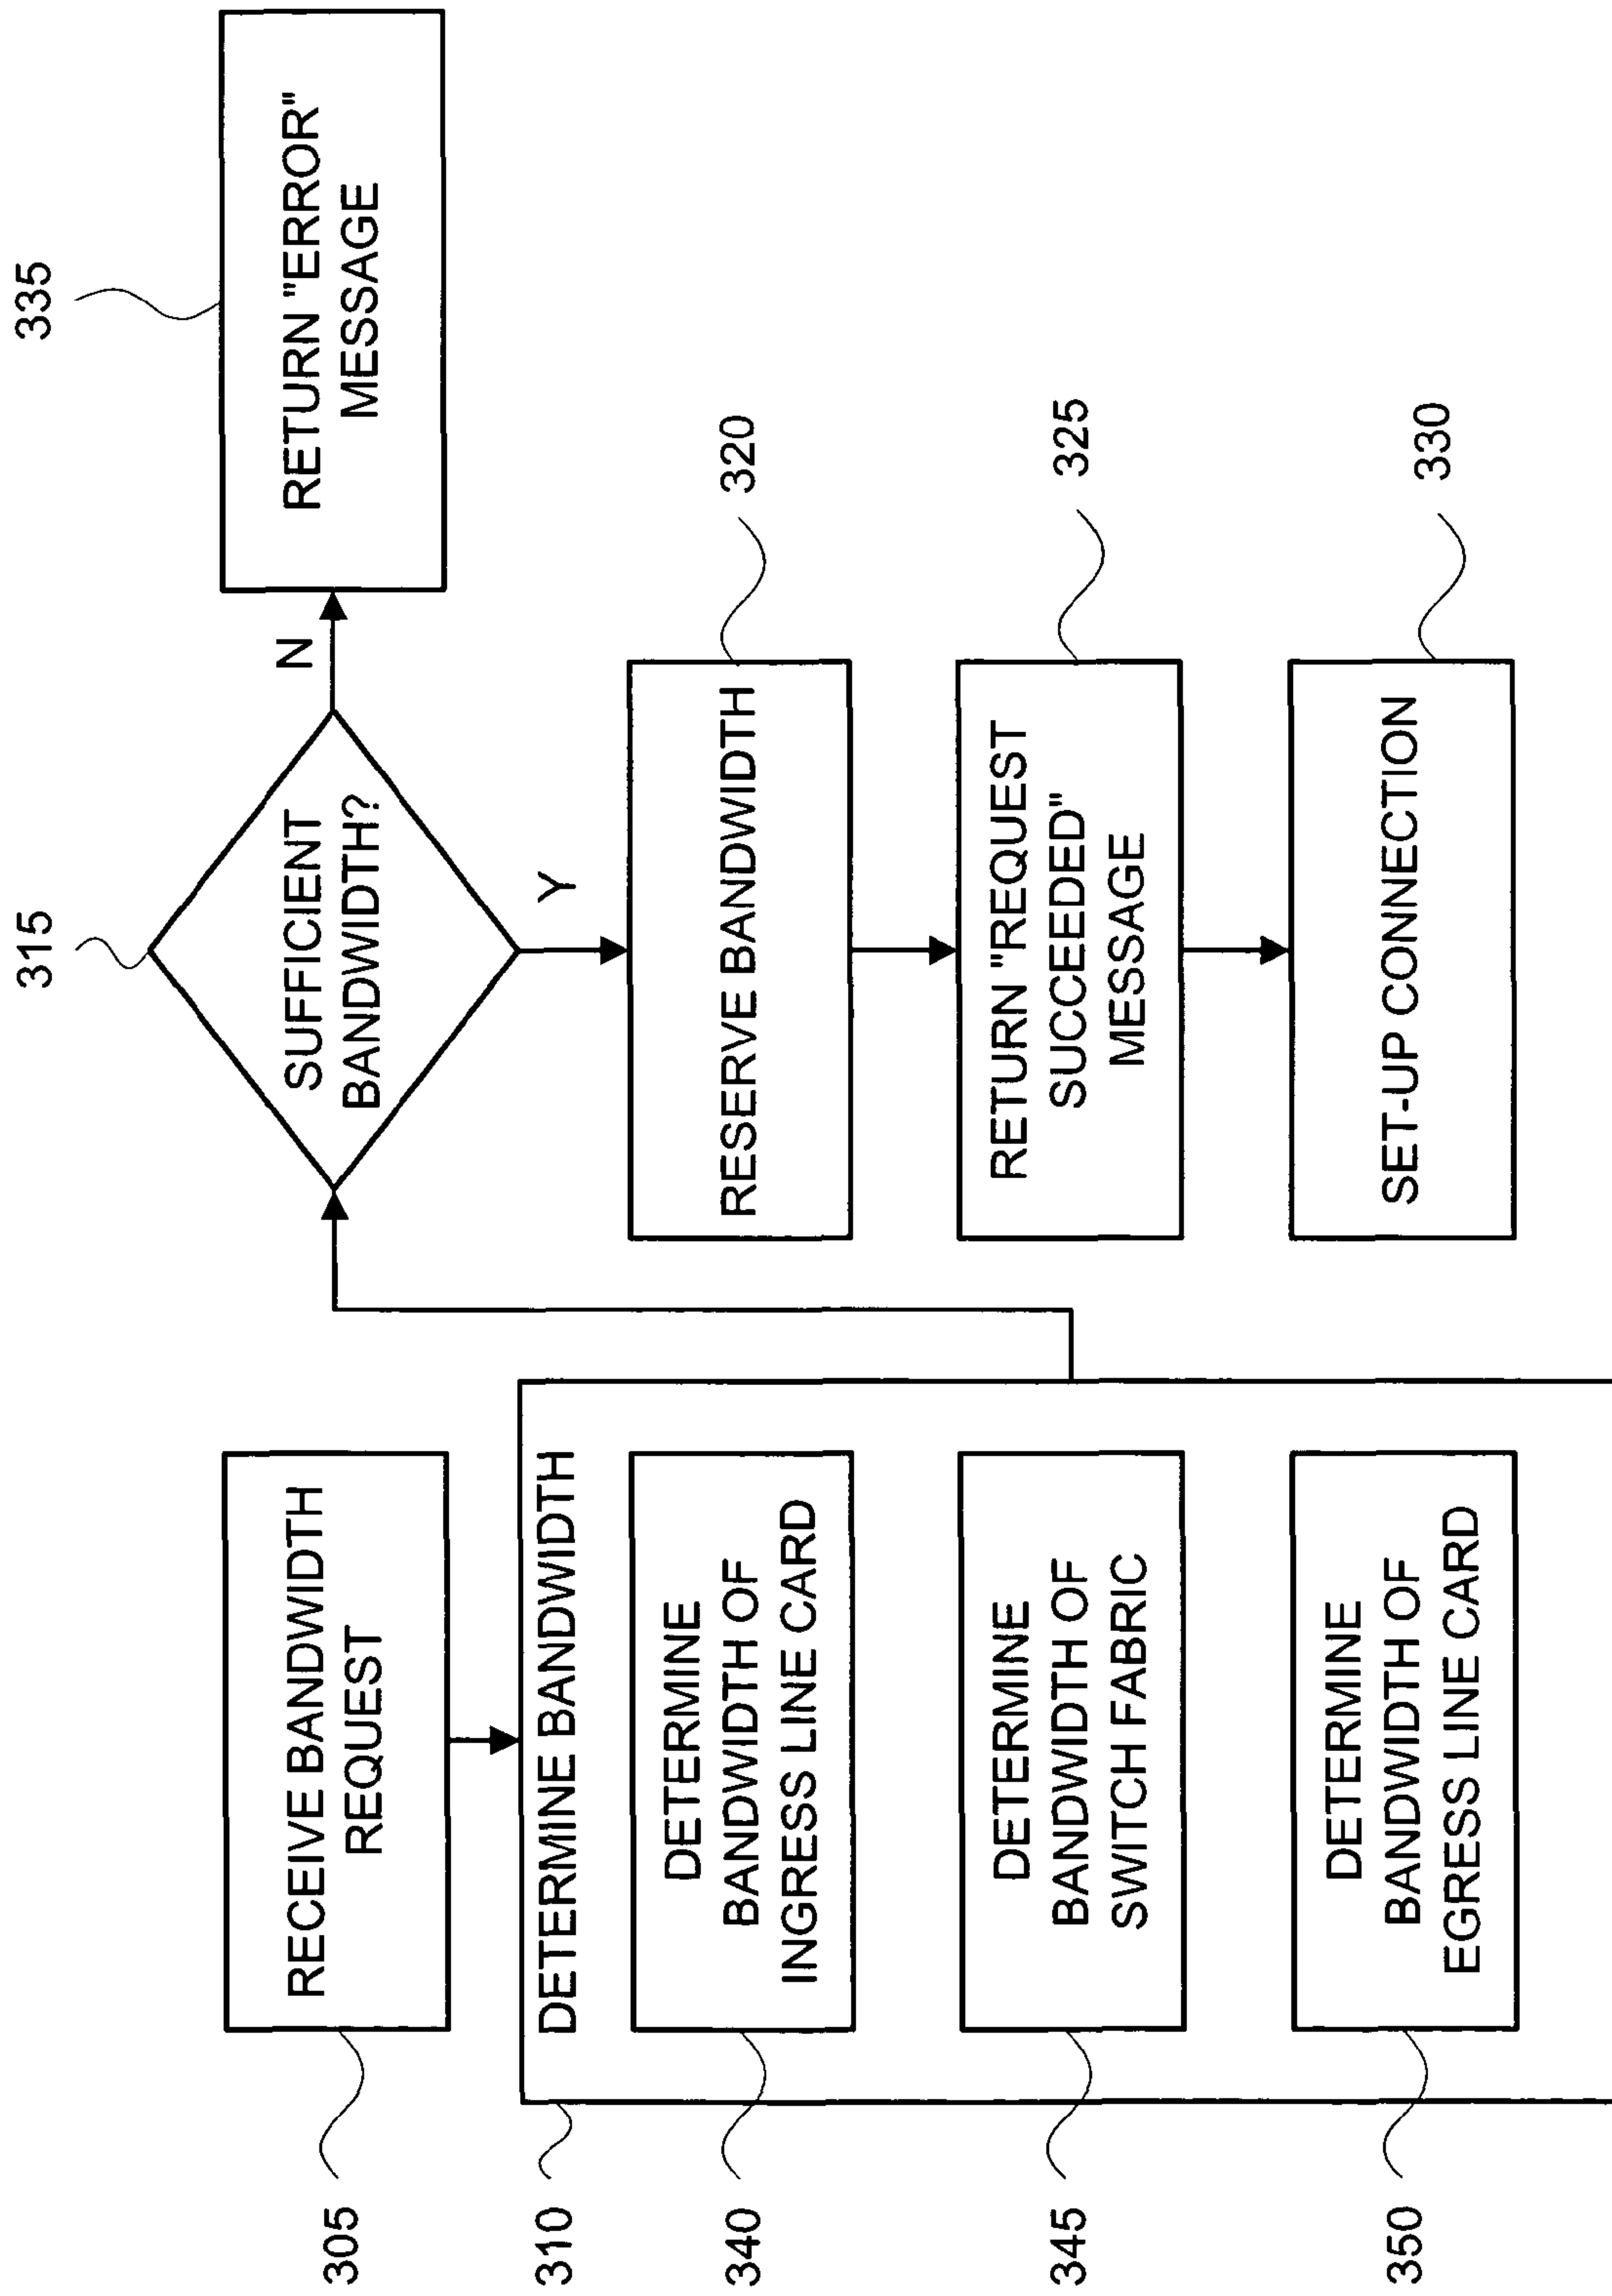 305
RECEIVE BANDWIDTH
REQUEST
310
DETERMINE BANDWIDTH
340
DETERMINE
BANDWIDTH OF
INGRESS LINE CARD
345
DETERMINE
BANDWIDTH OF
SWITCH FABRIC
350
DETERMINE
BANDWIDTH OF
EGRESS LINE CARD
315
SUFFICIENT
BANDWIDTH?
N
335
RETURN "ERROR"
MESSAGE
Y
RESERVE BANDWIDTH
320
RETURN "REQUEST
SUCCEEDED"
MESSAGE
325
SET-UP CONNECTION
330